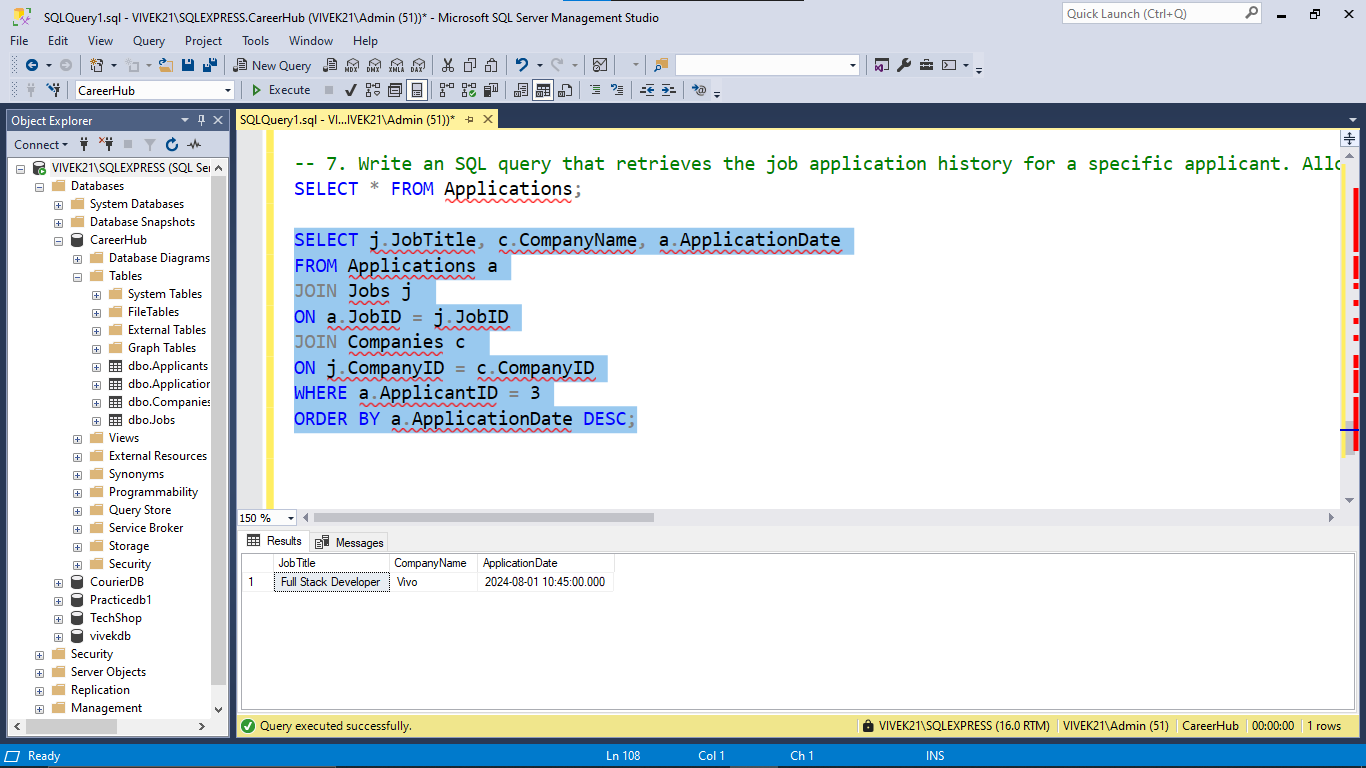 SQLQuery1.sql - VIVEK21\SQLEXPRESS.CareerHub (VIVEK21\Admin (51))* - Microsoft SQL Server Management Studio
Quick Launch (Ctrl+Q)
File Edit View Query Project Tools Window Help
New Query MDX DMX XMLA DAX
CareerHub Execute
Object Explorer
Connect
VIVEK21\SQLEXPRESS (SQL Ser
Databases
System Databases
Database Snapshots
CareerHub
Database Diagrams
Tables
System Tables
FileTables
External Tables
Graph Tables
dbo.Applicants
dbo.Application
dbo.Companies
dbo.Jobs
Views
External Resources
Synonyms
Programmability
Query Store
Service Broker
Storage
Security
CourierDB
Practicedb1
TechShop
vivekdb
Security
Server Objects
Replication
Management
SQLQuery1.sql - VI...IVEK21\Admin (51))*
-- 7. Write an SQL query that retrieves the job application history for a specific applicant. Allo
SELECT * FROM Applications;
SELECT j.JobTitle, c.CompanyName, a.ApplicationDate
FROM Applications a
JOIN Jobs j
ON a.JobID = j.JobID
JOIN Companies c
ON j.CompanyID = c.CompanyID
WHERE a.ApplicantID = 3
ORDER BY a.ApplicationDate DESC;
150 %
Results Messages
JobTitle CompanyName ApplicationDate
1 Full Stack Developer Vivo 2024-08-01 10:45:00.000
Query executed successfully. VIVEK21\SQLEXPRESS (16.0 RTM) VIVEK21\Admin (51) CareerHub 00:00:00 1 rows
Ready Ln 108 Col 1 Ch 1 INS